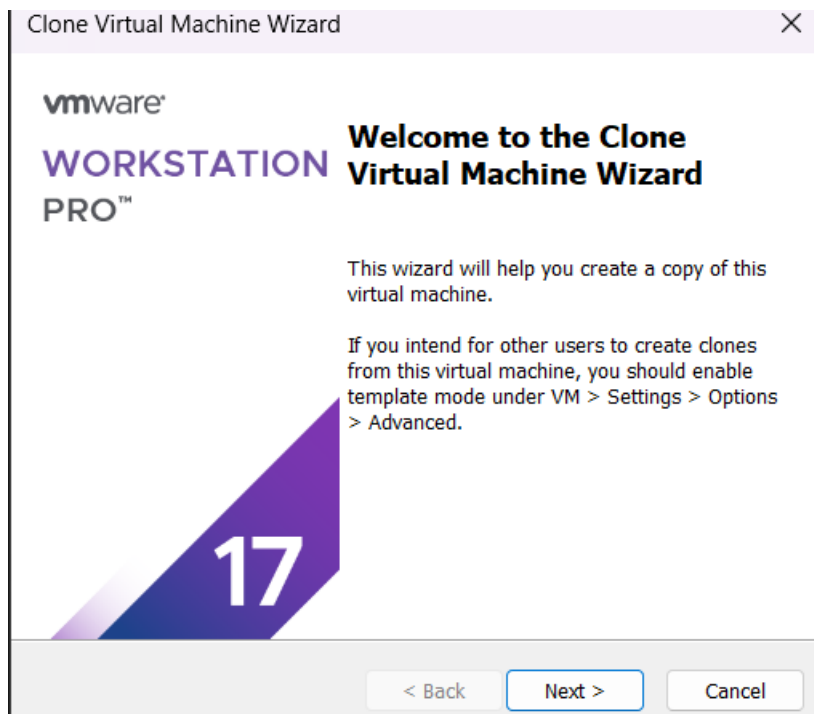 Clone Virtual Machine Wizard
vmware®
WORKSTATION
PRO™
Welcome to the Clone
Virtual Machine Wizard
This wizard will help you create a copy of this
virtual machine.
If you intend for other users to create clones
from this virtual machine, you should enable
template mode under VM > Settings > Options
> Advanced.
17
< Back
Next >
Cancel